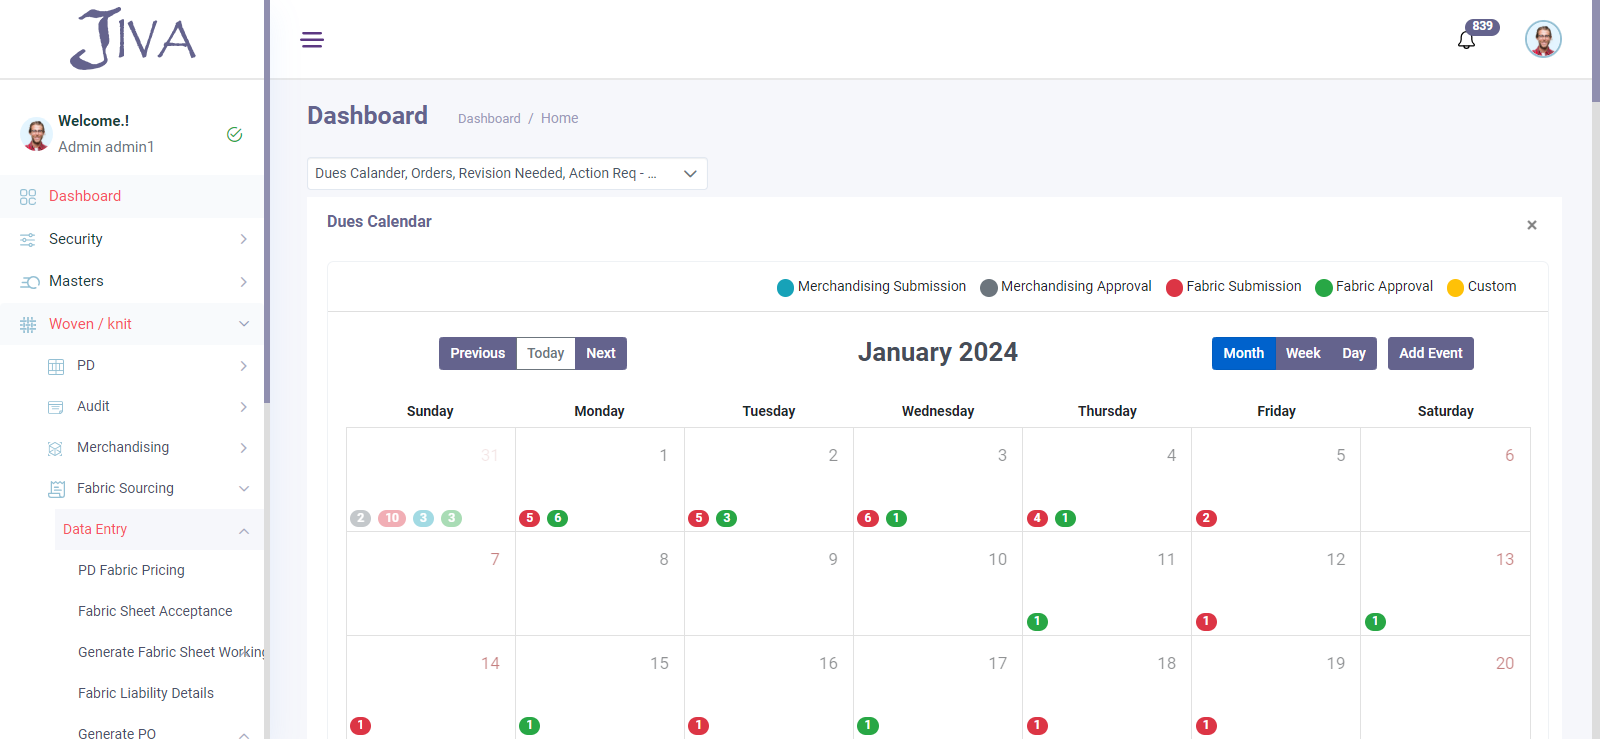 JIVA
839
Welcome.!
Admin admin1
Dashboard
Security
Masters
Woven / knit
PD
Audit
Merchandising
Fabric Sourcing
Data Entry
PD Fabric Pricing
Fabric Sheet Acceptance
Generate Fabric Sheet Working
Fabric Liability Details
Generate PO
Dashboard
Dashboard / Home
Dues Calander, Orders, Revision Needed, Action Req - ...
Dues Calendar
×
Merchandising Submission Merchandising Approval Fabric Submission Fabric Approval Custom
Previous Today Next
January 2024
Month Week Day Add Event
Sunday Monday Tuesday Wednesday Thursday Friday Saturday
31 1 2 3 4 5 6
2 10 3 3 5 6 5 3 6 1 4 1 2
7 8 9 10 11 12 13
1 1 1
14 15 16 17 18 19 20
1 1 1 1 1 1